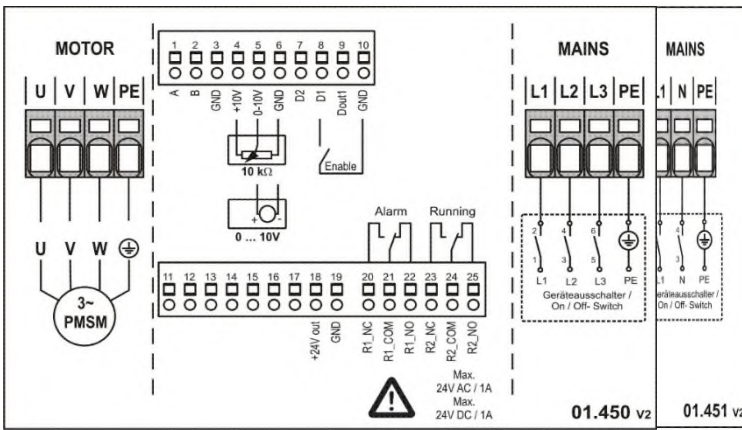 MOTOR
U V W PE
U V W
3~
PMSM
1 2 3 4 5 6 7 8 9 10
A B GND +10V 0-10V GND D2 D1 Dout1 GND
10 kΩ
Enable
+ -
0 ... 10V
Alarm Running
11 12 13 14 15 16 17 18 19 20 21 22 23 24 25
+24V out GND R1_NC R1_COM R1_NO R2_NC R2_COM R2_NO
Max.
24V AC / 1A
Max.
24V DC / 1A
MAINS
L1 L2 L3 PE
2 4 6
1 3 5
L1 L2 L3 PE
Geräteausschalter /
On / Off- Switch
01.450 V2
MAINS
N PE
4
3
N PE
On / Off- Switch
01.451